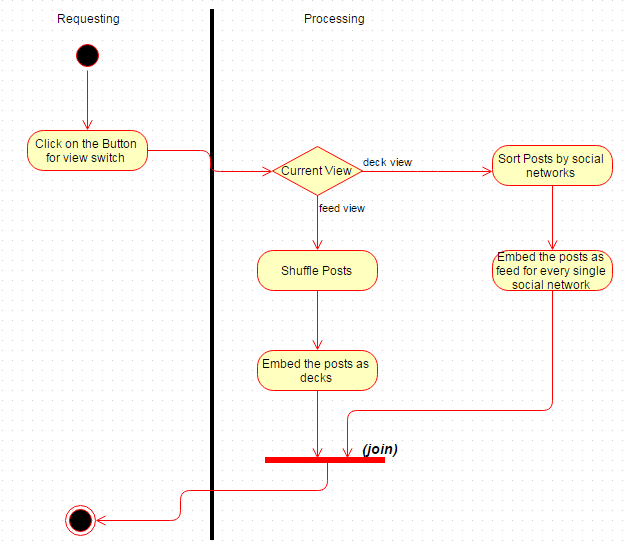 Requesting
Processing
Click on the Button
for view switch
Current View
deck view
Sort Posts by social
networks
feed view
Shuffle Posts
Embed the posts as
feed for every single
social network
Embed the posts as
decks
(join)